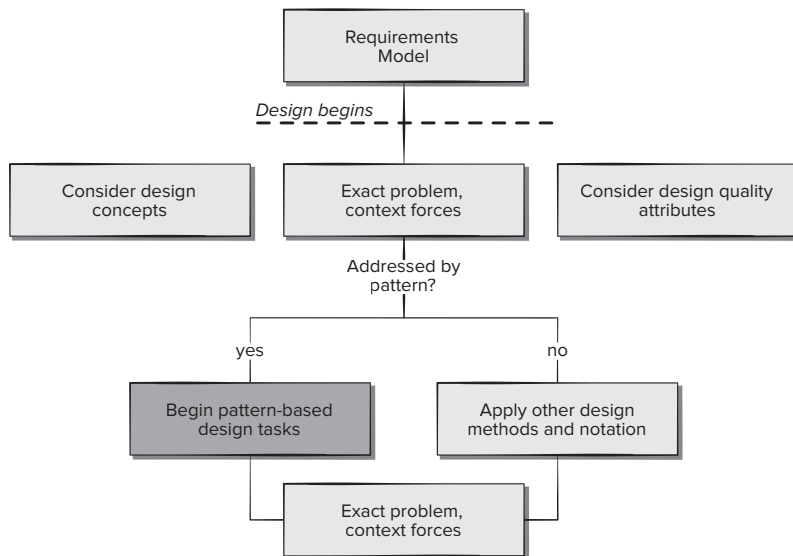 Requirements
Model
Design begins
Consider design
concepts
Exact problem,
context forces
Consider design quality
attributes
Addressed by
pattern?
yes
no
Begin pattern-based
design tasks
Apply other design
methods and notation
Exact problem,
context forces